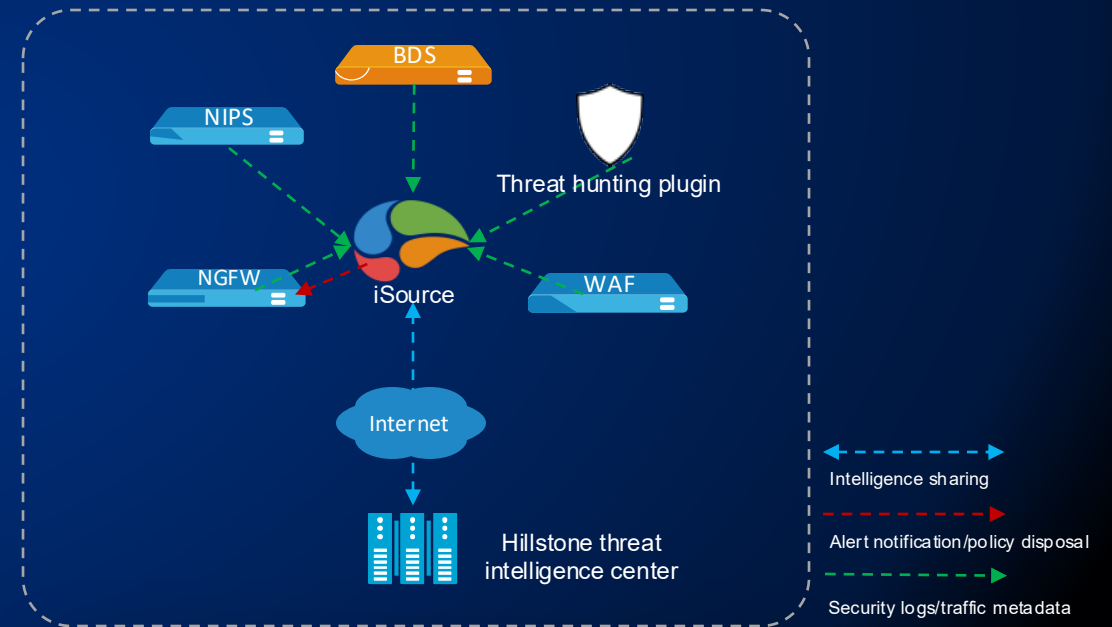 BDS
NIPS
Threat hunting plugin
NGFW
WAF
iSource
Internet
Intelligence sharing
Hillstone threat
intelligence center
Alert notification/policy disposal
Security logs/traffic metadata